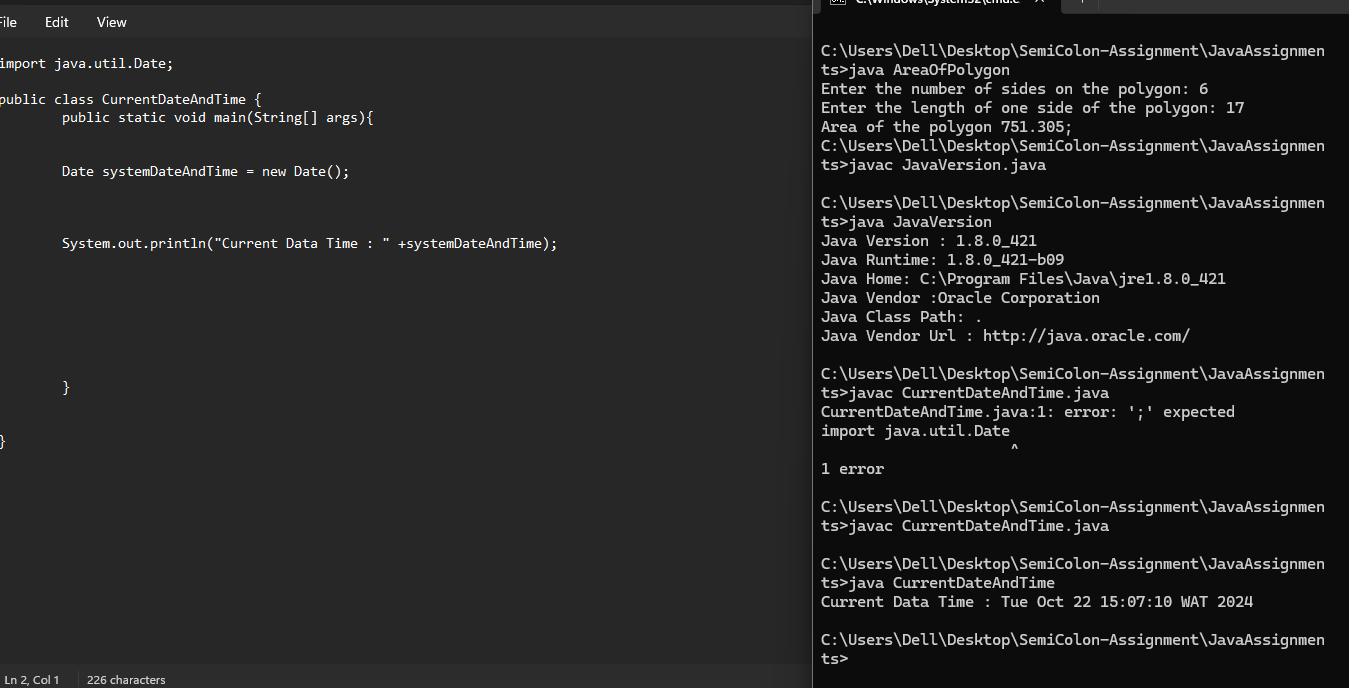 File Edit View
import java.util.Date;
public class CurrentDateAndTime {
public static void main(String[] args){
Date systemDateAndTime = new Date();
System.out.println("Current Data Time : " +systemDateAndTime);
}
}
Ln 2, Col 1 226 characters
C:\Windows\System32\cmd.e
C:\Users\Dell\Desktop\SemiColon-Assignment\JavaAssignmen
ts>java AreaOfPolygon
Enter the number of sides on the polygon: 6
Enter the length of one side of the polygon: 17
Area of the polygon 751.305;
C:\Users\Dell\Desktop\SemiColon-Assignment\JavaAssignmen
ts>javac JavaVersion.java
C:\Users\Dell\Desktop\SemiColon-Assignment\JavaAssignmen
ts>java JavaVersion
Java Version : 1.8.0_421
Java Runtime: 1.8.0_421-b09
Java Home: C:\Program Files\Java\jre1.8.0_421
Java Vendor :Oracle Corporation
Java Class Path: .
Java Vendor Url : http://java.oracle.com/
C:\Users\Dell\Desktop\SemiColon-Assignment\JavaAssignmen
ts>javac CurrentDateAndTime.java
CurrentDateAndTime.java:1: error: ';' expected
import java.util.Date
^
1 error
C:\Users\Dell\Desktop\SemiColon-Assignment\JavaAssignmen
ts>javac CurrentDateAndTime.java
C:\Users\Dell\Desktop\SemiColon-Assignment\JavaAssignmen
ts>java CurrentDateAndTime
Current Data Time : Tue Oct 22 15:07:10 WAT 2024
C:\Users\Dell\Desktop\SemiColon-Assignment\JavaAssignmen
ts>